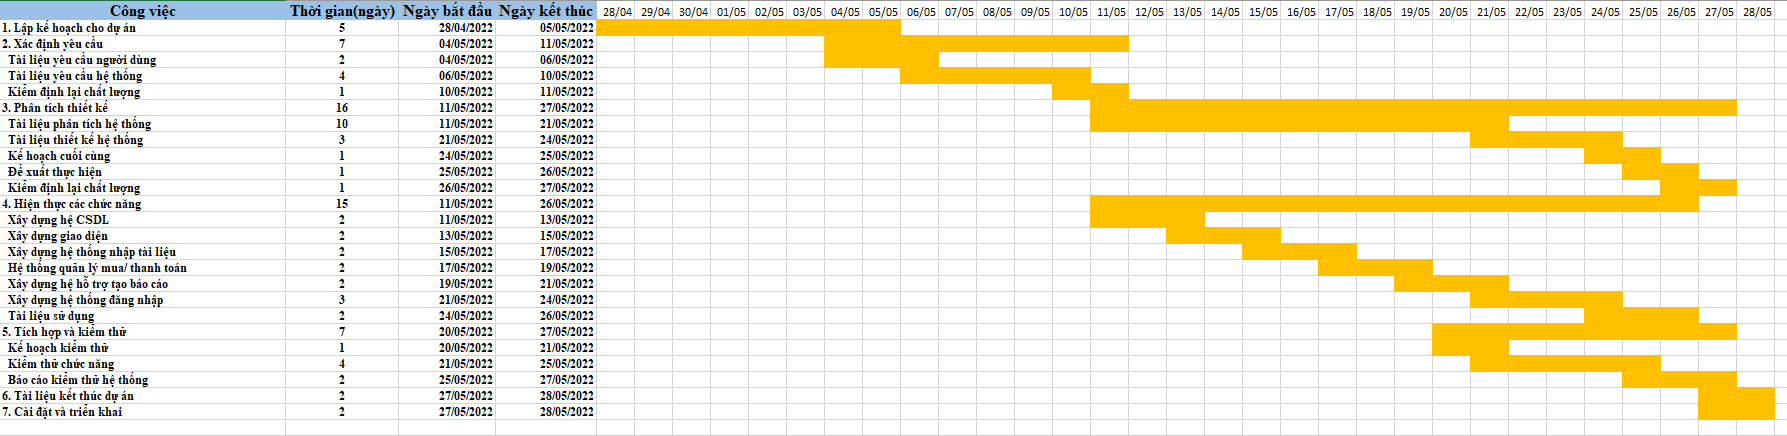 Công việc Thời gian(ngày) Ngày bắt đầu Ngày kết thúc 28/04 29/04 30/04 01/05 02/05 03/05 04/05 05/05 06/05 07/05 08/05 09/05 10/05 11/05 12/05 13/05 14/05 15/05 16/05 17/05 18/05 19/05 20/05 21/05 22/05 23/05 24/05 25/05 26/05 27/05 28/05
1. Lập kế hoạch cho dự án 5 28/04/2022 05/05/2022
2. Xác định yêu cầu 7 04/05/2022 11/05/2022
Tài liệu yêu cầu người dùng 2 04/05/2022 06/05/2022
Tài liệu yêu cầu hệ thống 4 06/05/2022 10/05/2022
Kiểm định lại chất lượng 1 10/05/2022 11/05/2022
3. Phân tích thiết kế 16 11/05/2022 27/05/2022
Tài liệu phân tích hệ thống 10 11/05/2022 21/05/2022
Tài liệu thiết kế hệ thống 3 21/05/2022 24/05/2022
Kế hoạch cuối cùng 1 24/05/2022 25/05/2022
Đề xuất thực hiện 1 25/05/2022 26/05/2022
Kiểm định lại chất lượng 1 26/05/2022 27/05/2022
4. Hiện thực các chức năng 15 11/05/2022 26/05/2022
Xây dựng hệ CSDL 2 11/05/2022 13/05/2022
Xây dựng giao diện 2 13/05/2022 15/05/2022
Xây dựng hệ thống nhập tài liệu 2 15/05/2022 17/05/2022
Hệ thống quản lý mua/ thanh toán 2 17/05/2022 19/05/2022
Xây dựng hệ hỗ trợ tạo báo cáo 2 19/05/2022 21/05/2022
Xây dựng hệ thống đăng nhập 3 21/05/2022 24/05/2022
Tài liệu sử dụng 2 24/05/2022 26/05/2022
5. Tích hợp và kiểm thử 7 20/05/2022 27/05/2022
Kế hoạch kiểm thử 1 20/05/2022 21/05/2022
Kiểm thử chức năng 4 21/05/2022 25/05/2022
Báo cáo kiểm thử hệ thống 2 25/05/2022 27/05/2022
6. Tài liệu kết thúc dự án 2 27/05/2022 28/05/2022
7. Cài đặt và triển khai 2 27/05/2022 28/05/2022